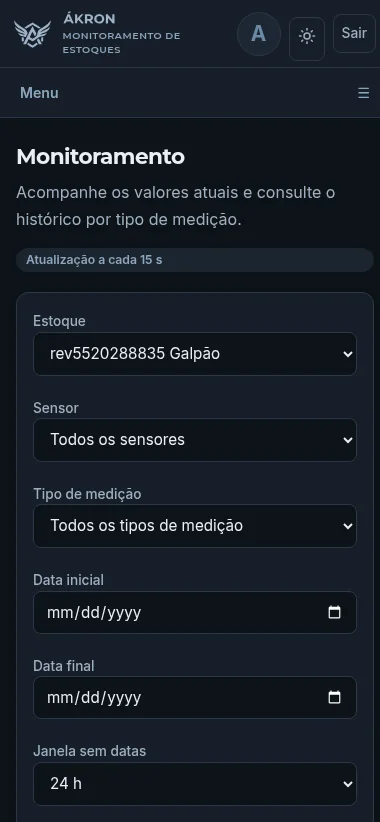 ÁKRON
MONITORAMENTO DE
ESTOQUES
A
Sair
Menu
Monitoramento
Acompanhe os valores atuais e consulte o
histórico por tipo de medição.
Atualização a cada 15 s
Estoque
rev5520288835 Galpão
Sensor
Todos os sensores
Tipo de medição
Todos os tipos de medição
Data inicial
mm/dd/yyyy
Data final
mm/dd/yyyy
Janela sem datas
24 h